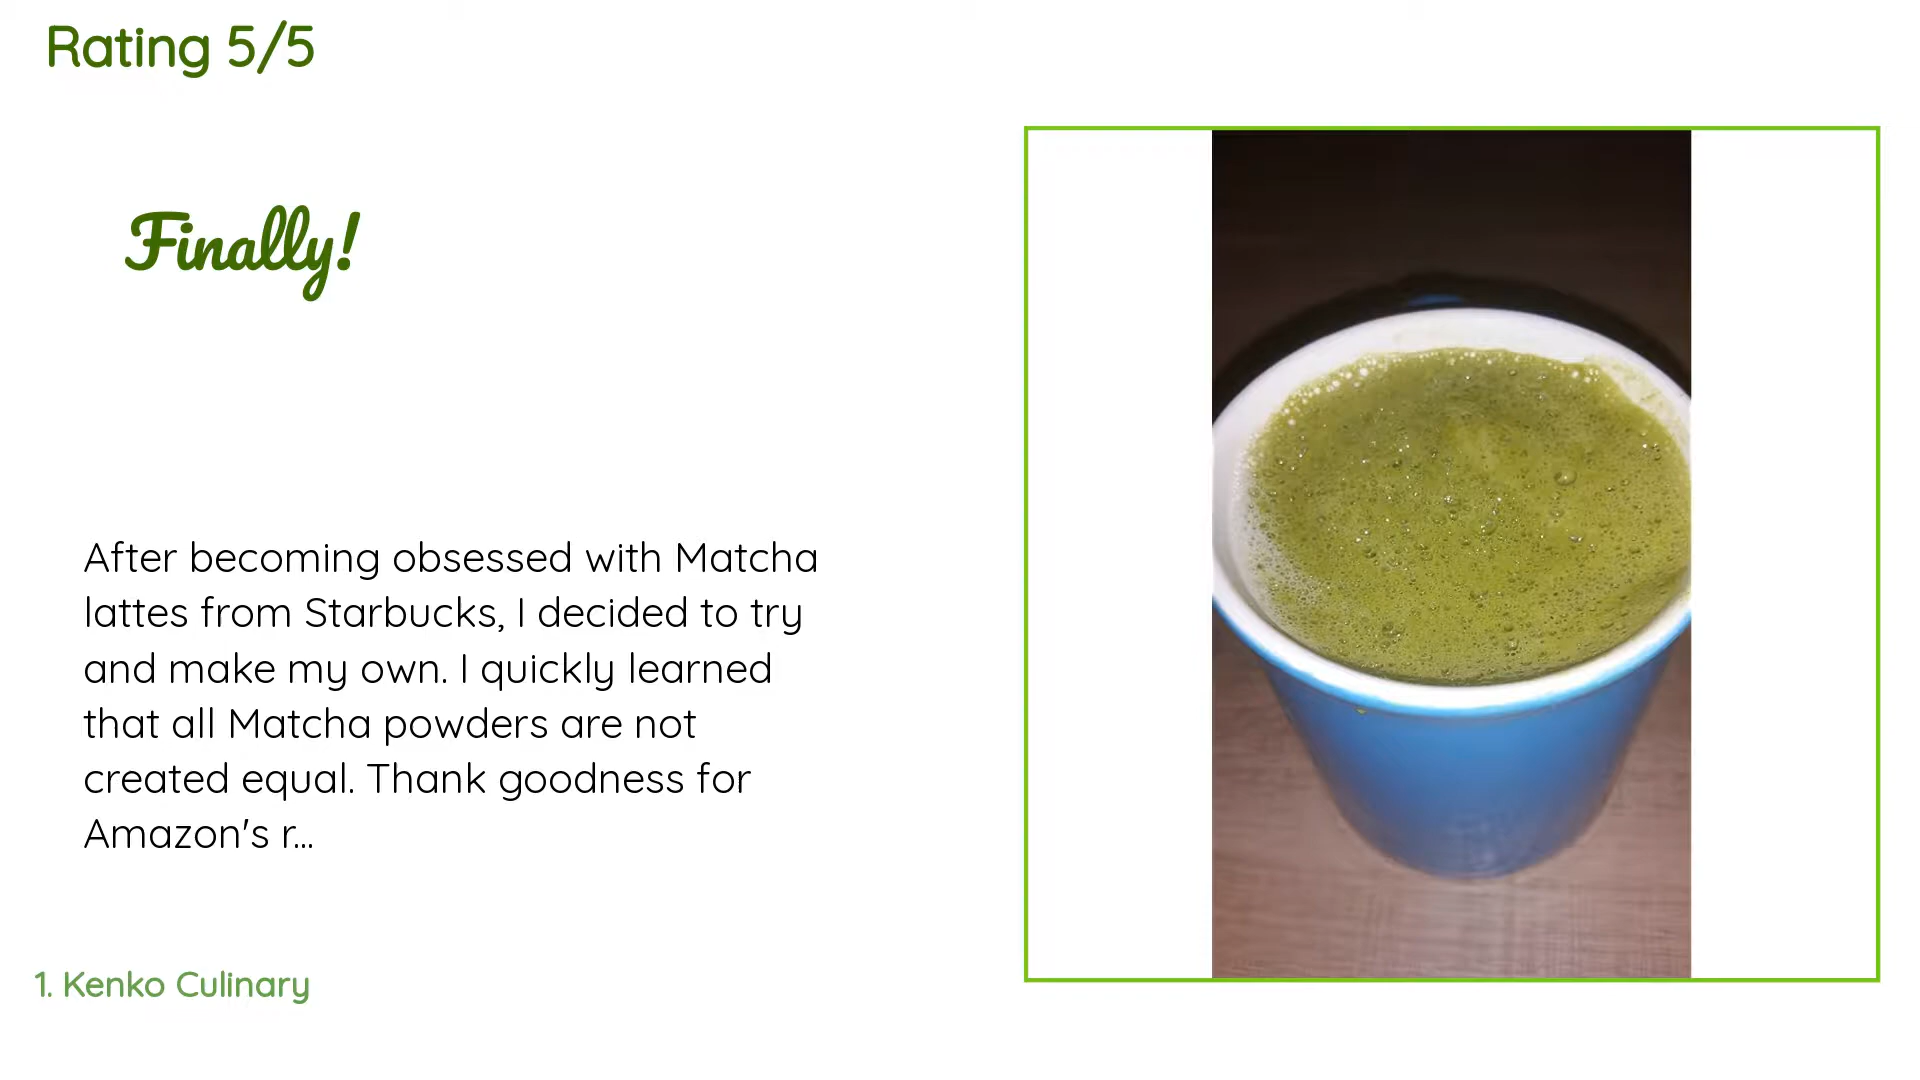 Rating 5/5
Finally!
After becoming obsessed with Matcha
lattes from Starbucks, I decided to try
and make my own. I quickly learned
that all Matcha powders are not
created equal. Thank goodness for
Amazon's r...
1. Kenko Culinary